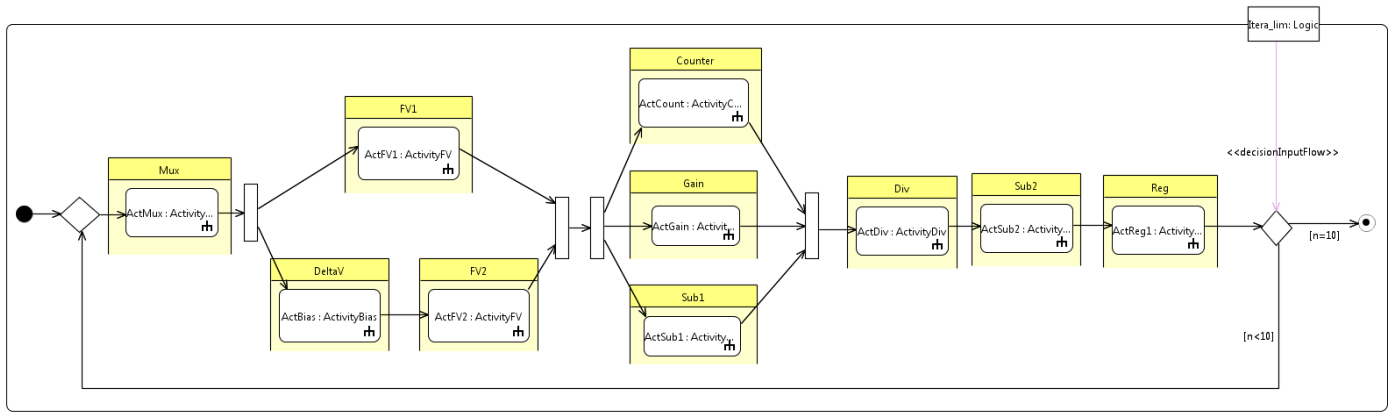 Itera_lim: Logic
Counter
ActCount : ActivityC...
FV1
ActFV1 : ActivityFV
<<decisionInputFlow>>
Mux
ActMux : Activity...
Gain
ActGain : Activit...
Div
ActDiv : ActivityDiv
Sub2
ActSub2 : Activity...
Reg
ActReg1 : Activity...
[n=10]
DeltaV
ActBias : ActivityBias
FV2
ActFV2 : ActivityFV
Sub1
ActSub1 : Activity...
[n<10]